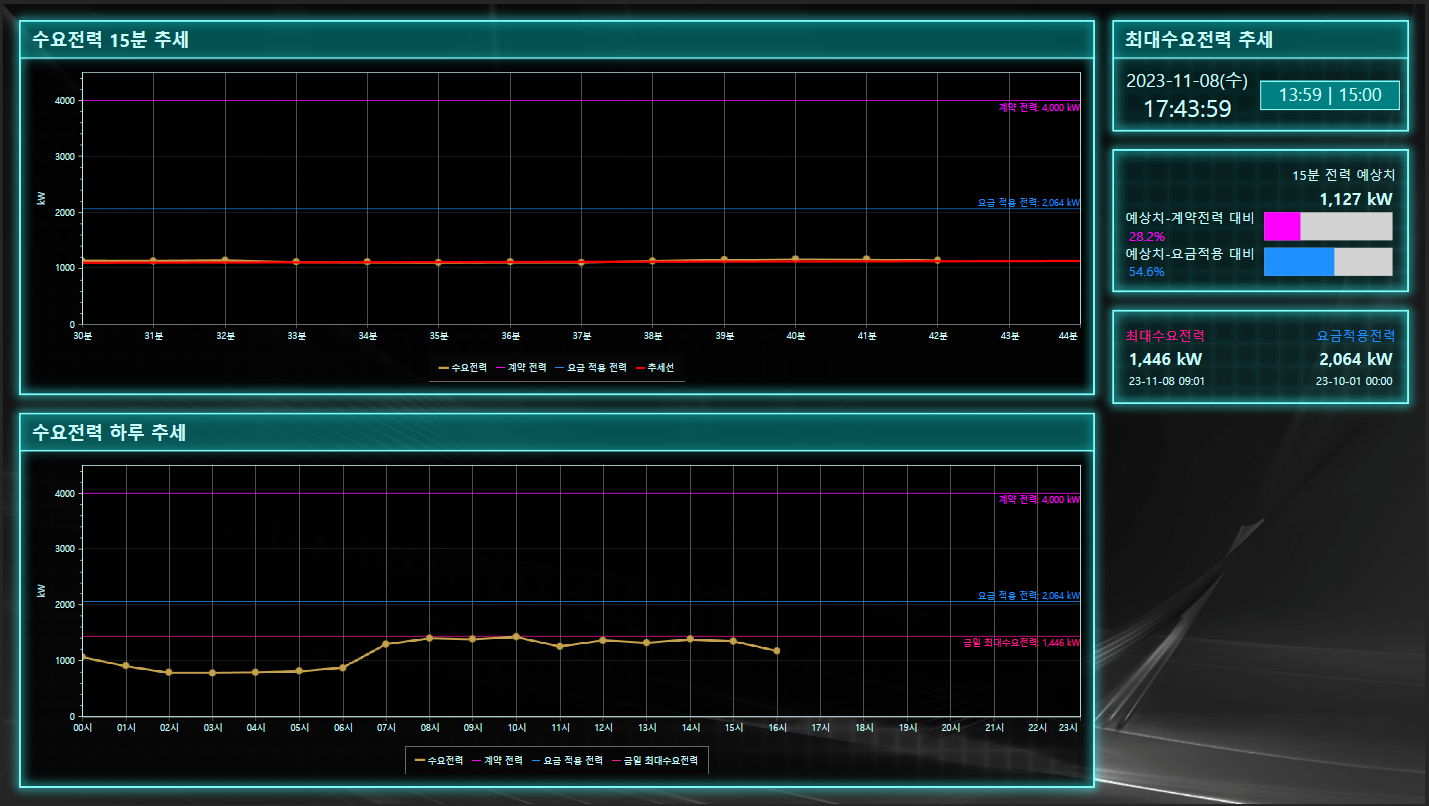 수요전력 15분 추세
4000
3000
2000
1000
0
kW
계약 전력: 4,000 kW
요금 적용 전력: 2,064 kW
30분 31분 32분 33분 34분 35분 36분 37분 38분 39분 40분 41분 42분 43분 44분
수요전력 계약 전력 요금 적용 전력 추세선
수요전력 하루 추세
4000
3000
2000
1000
0
kW
계약 전력: 4,000 kW
요금 적용 전력: 2,064 kW
금일 최대수요전력: 1,446 kW
00시 01시 02시 03시 04시 05시 06시 07시 08시 09시 10시 11시 12시 13시 14시 15시 16시 17시 18시 19시 20시 21시 22시 23시
수요전력 계약 전력 요금 적용 전력 금일 최대수요전력
최대수요전력 추세
2023-11-08(수)
17:43:59
13:59 | 15:00
15분 전력 예상치
1,127 kW
예상치-계약전력 대비
28.2%
예상치-요금적용 대비
54.6%
최대수요전력 요금적용전력
1,446 kW 2,064 kW
23-11-08 09:01 23-10-01 00:00